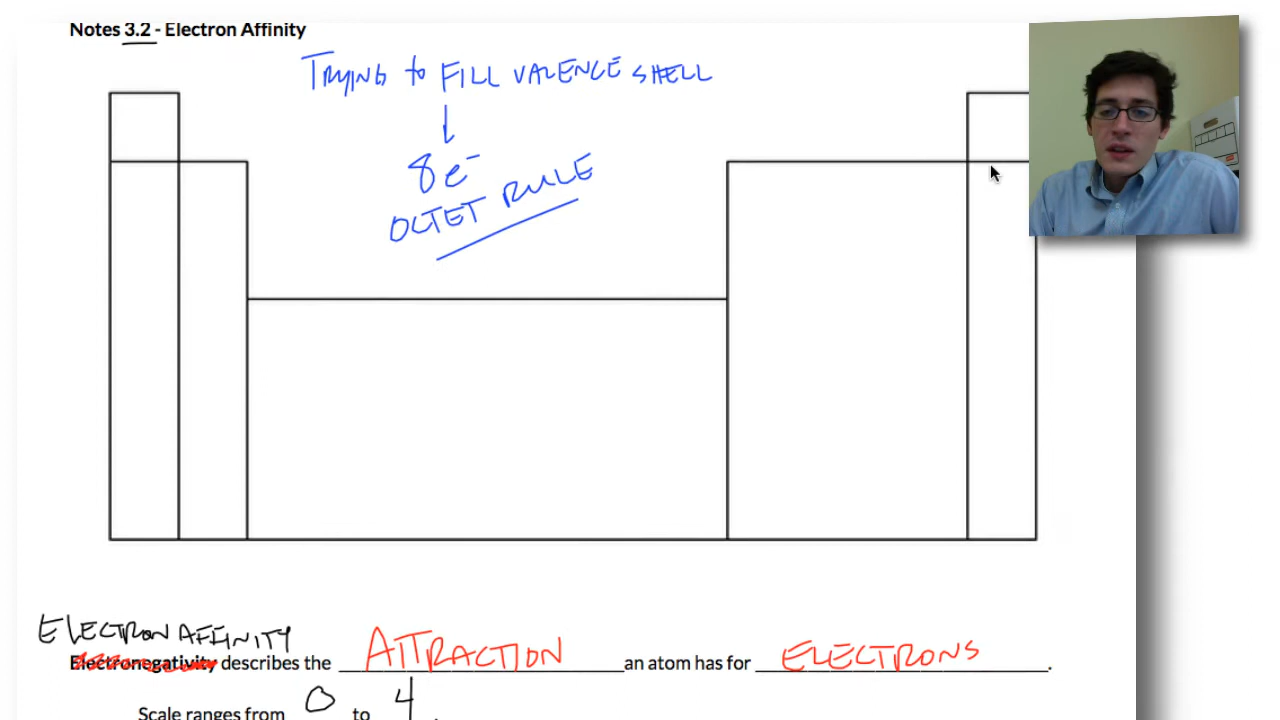 Notes 3.2 - Electron Affinity
TRYING to FILL VALENCE SHELL
8e⁻
OCTET RULE
ELECTRON AFFINITY
Electronegativity describes the ATTRACTION an atom has for ELECTRONS.
Scale ranges from 0 to 4.